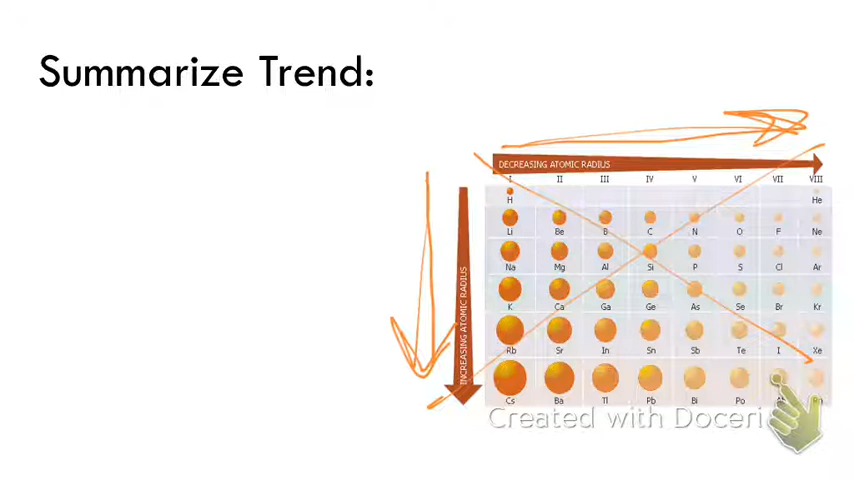 Summarize Trend:
DECREASING ATOMIC RADIUS
I II III IV V VI VII VIII
INCREASING ATOMIC RADIUS
H He
Li Be B C N O F Ne
Na Mg Al Si P S Cl Ar
K Ca Ga Ge As Se Br Kr
Rb Sr In Sn Sb Te I Xe
Cs Ba Tl Pb Bi Po
Created with Doceri